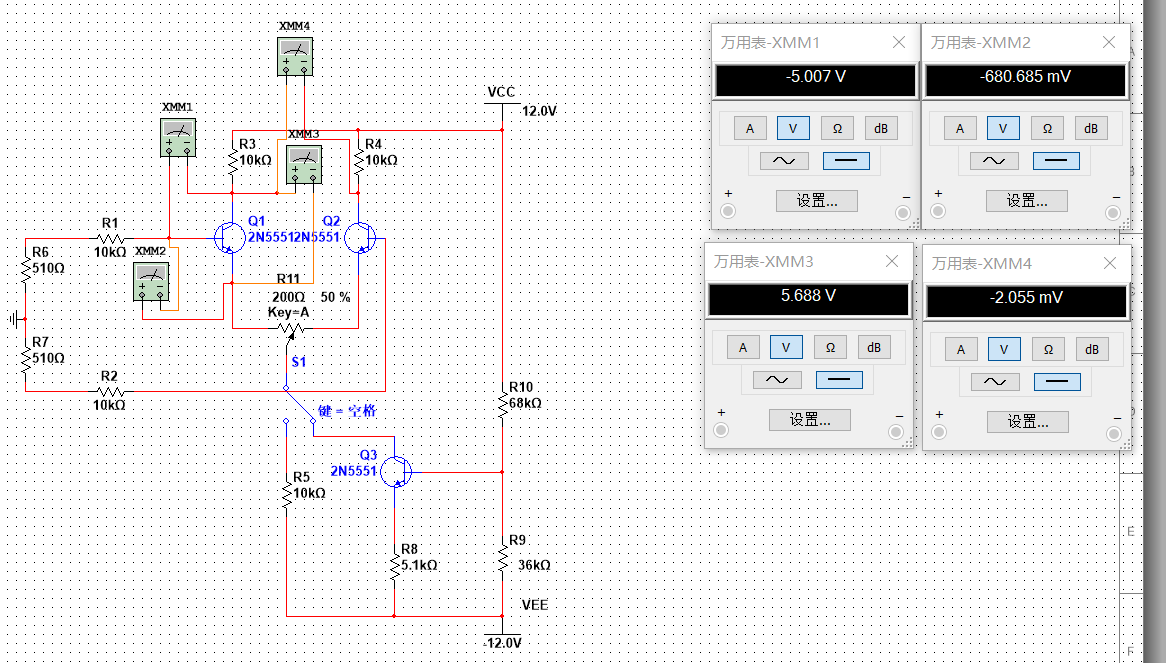 XMM4
VCC
12.0V
XMM1
XMM3
R3
10kΩ
R4
10kΩ
Q1
2N5551
Q2
2N5551
R1
10kΩ
XMM2
R6
510Ω
R11
200Ω 50 %
Key=A
R7
510Ω
R2
10kΩ
S1
键 = 空格
R10
68kΩ
Q3
2N5551
R5
10kΩ
R8
5.1kΩ
R9
36kΩ
VEE
-12.0V
万用表-XMM1
-5.007 V
A V Ω dB
设置...
+ −
万用表-XMM2
-680.685 mV
A V Ω dB
设置...
+ −
万用表-XMM3
5.688 V
A V Ω dB
设置...
+ −
万用表-XMM4
-2.055 mV
A V Ω dB
设置...
+ −
A
E
F